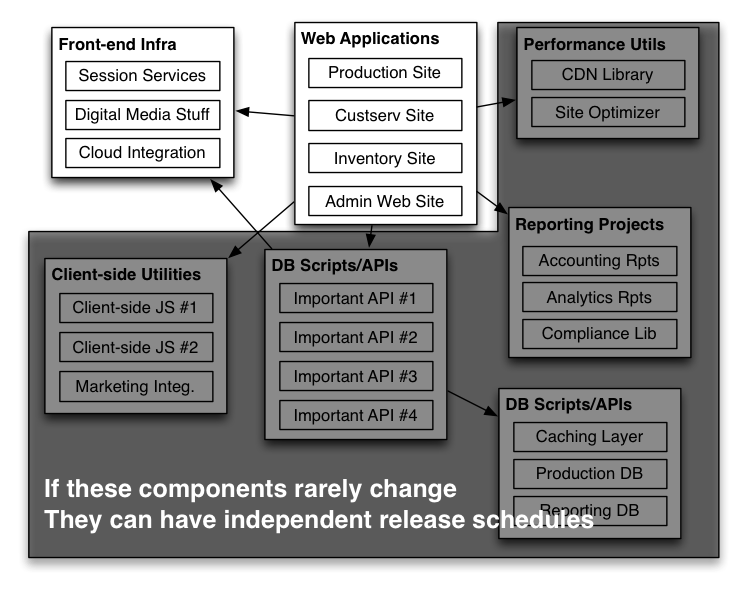 Front-end Infra
Session Services
Digital Media Stuff
Cloud Integration
Web Applications
Production Site
Custserv Site
Inventory Site
Admin Web Site
Performance Utils
CDN Library
Site Optimizer
Reporting Projects
Accounting Rpts
Analytics Rpts
Compliance Lib
Client-side Utilities
Client-side JS #1
Client-side JS #2
Marketing Integ.
DB Scripts/APIs
Important API #1
Important API #2
Important API #3
Important API #4
DB Scripts/APIs
Caching Layer
Production DB
Reporting DB
If these components rarely change
They can have independent release schedules